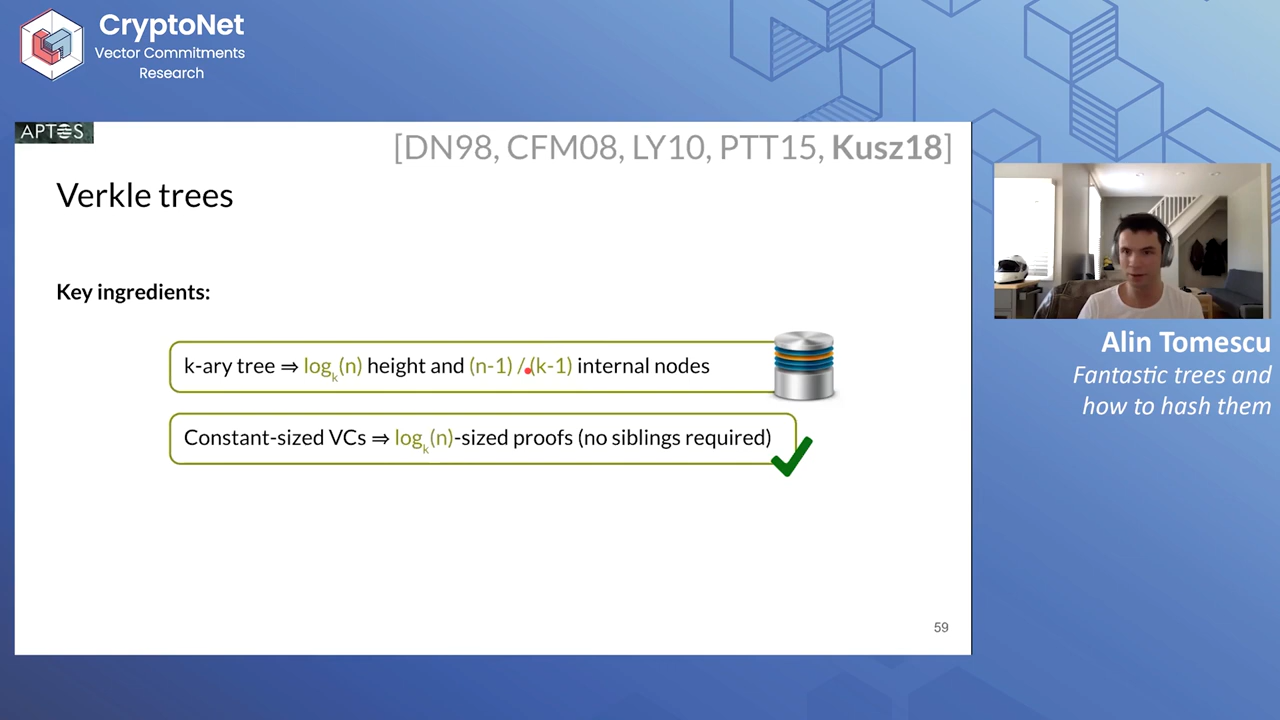 CryptoNet
Vector Commitments
Research
APTOS
[DN98, CFM08, LY10, PTT15, Kusz18]
Verkle trees
Key ingredients:
k-ary tree ⇒ logk(n) height and (n-1) / (k-1) internal nodes
Constant-sized VCs ⇒ logk(n)-sized proofs (no siblings required)
59
Alin Tomescu
Fantastic trees and
how to hash them